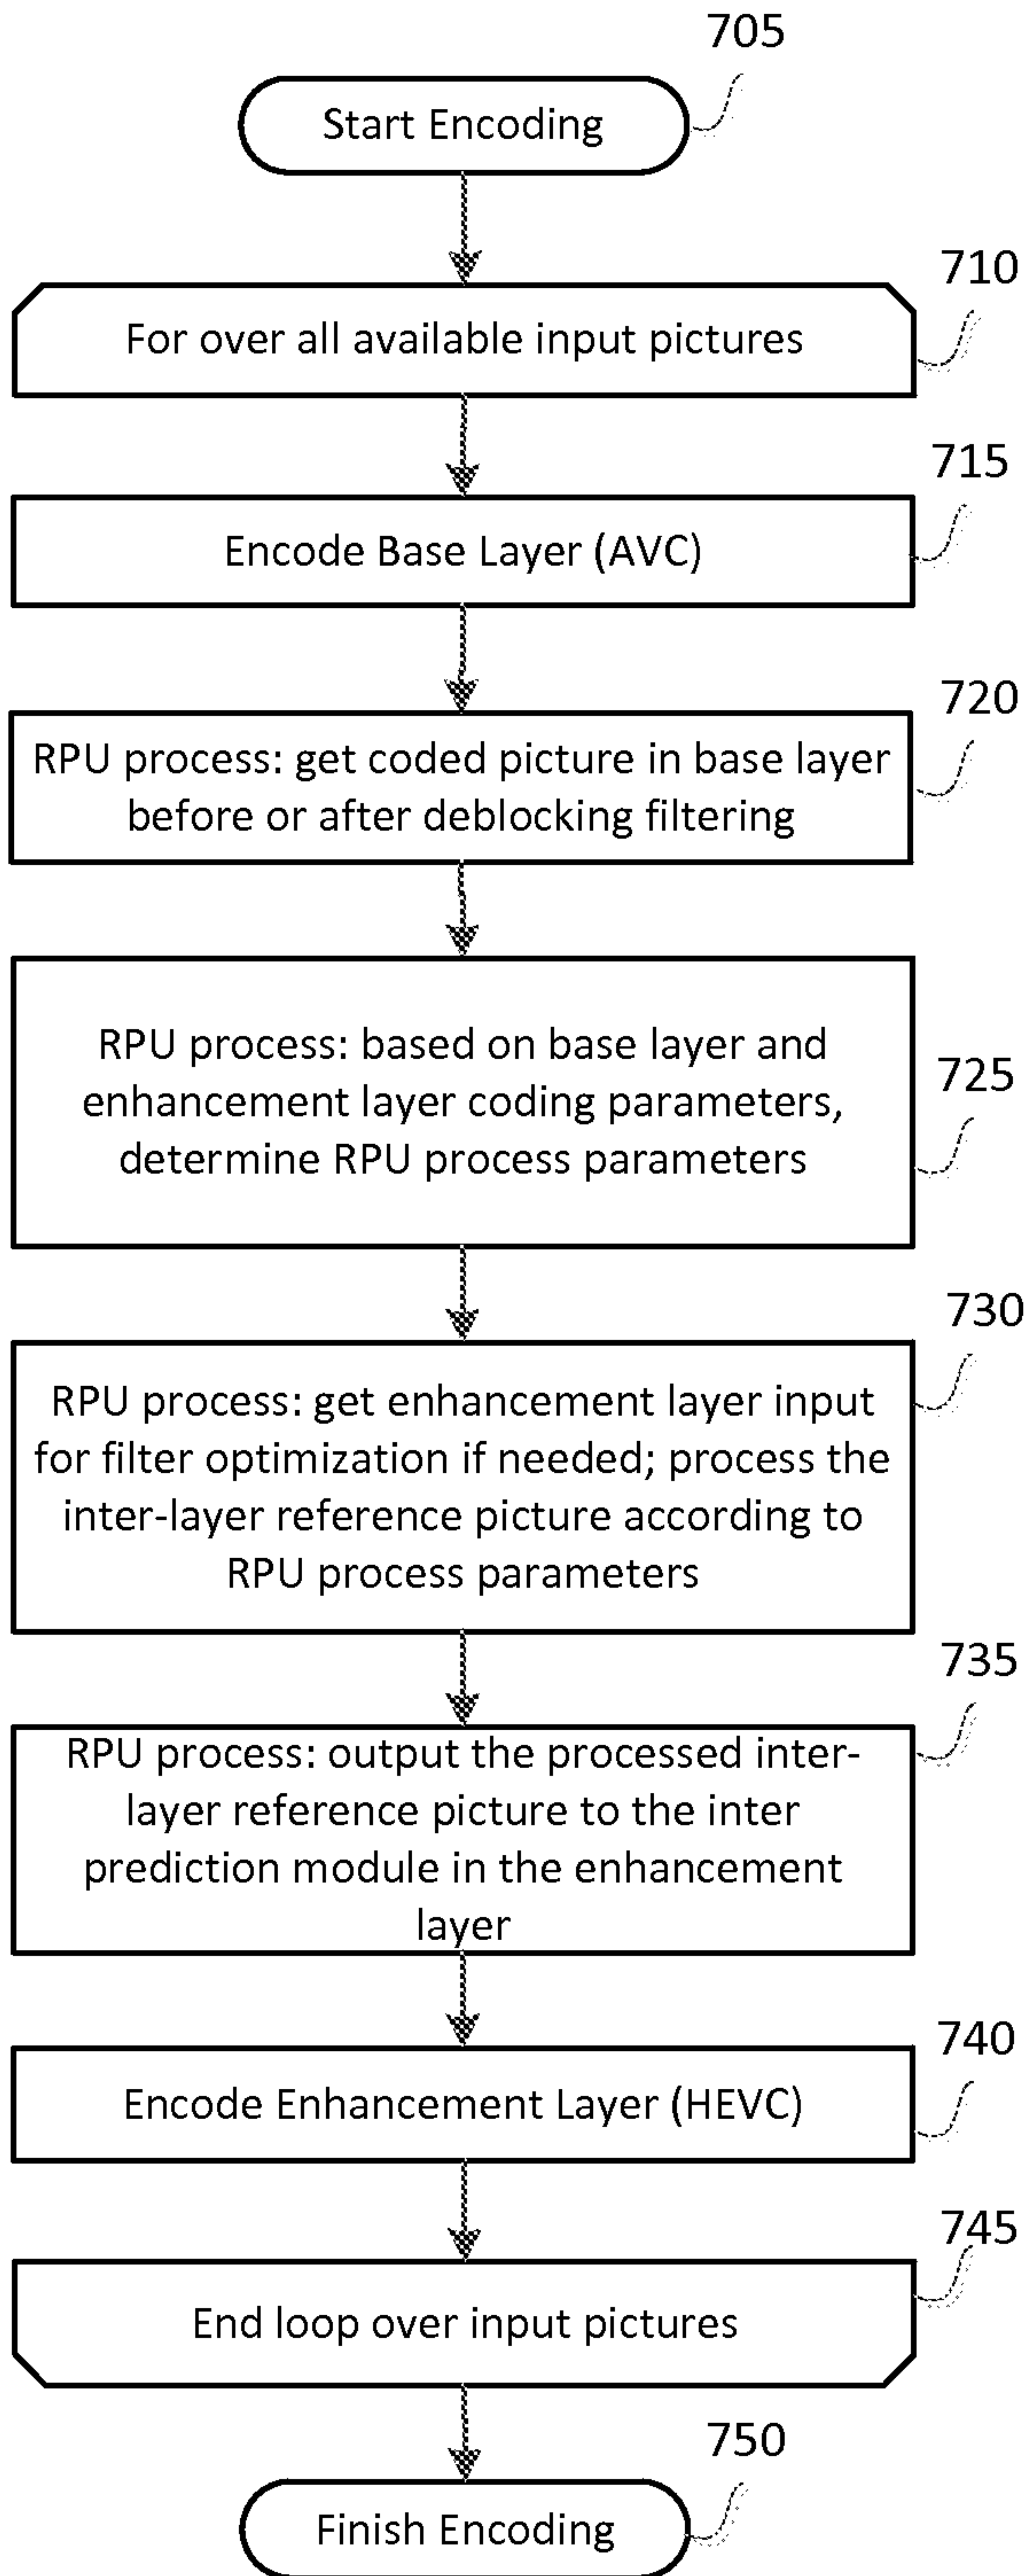 705
Start Encoding
710
For over all available input pictures
715
Encode Base Layer (AVC)
720
RPU process: get coded picture in base layer
before or after deblocking filtering
RPU process: based on base layer and
enhancement layer coding parameters,
determine RPU process parameters
725
730
RPU process: get enhancement layer input
for filter optimization if needed; process the
inter-layer reference picture according to
RPU process parameters
735
RPU process: output the processed inter-
layer reference picture to the inter
prediction module in the enhancement
layer
740
Encode Enhancement Layer (HEVC)
745
End loop over input pictures
750
Finish Encoding